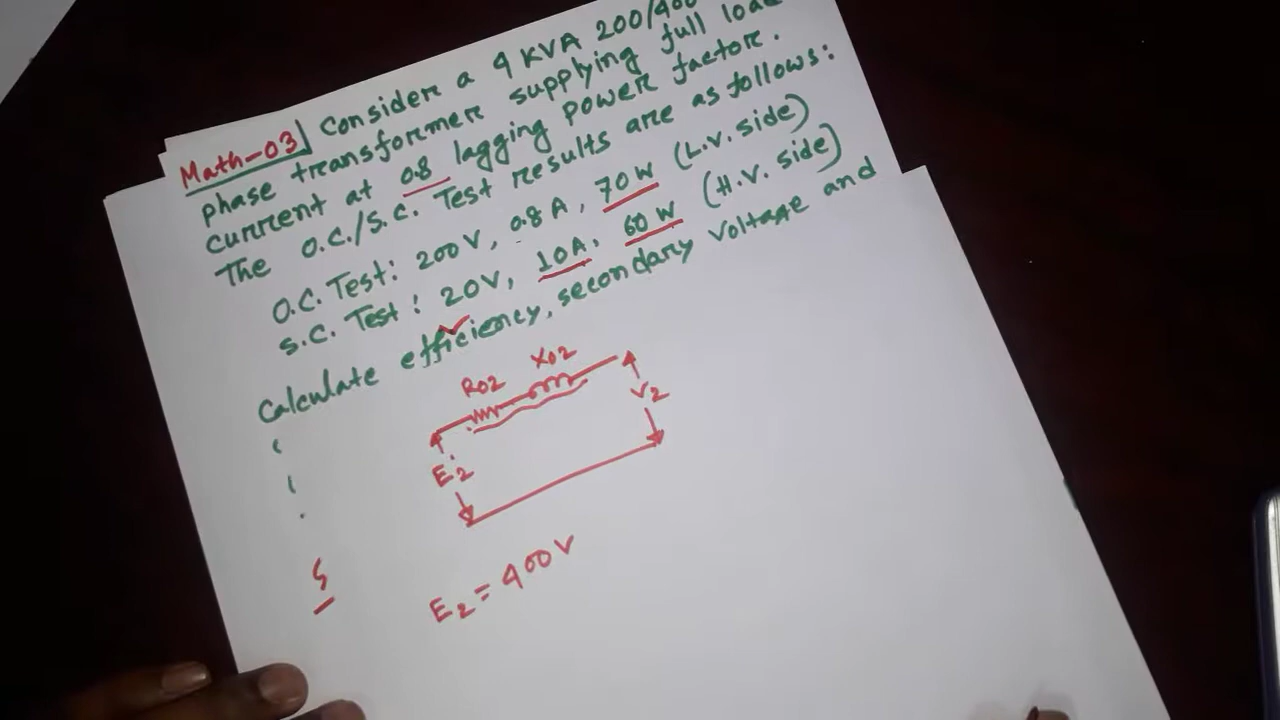 Math-03 Consider a 4 KVA 200/400
phase transformer supplying full load
current at 0.8 lagging power factor.
The O.C./S.C. Test results are as follows:
O.C. Test: 200V, 0.8A, 70W (L.V. side)
S.C. Test: 20V, 10A, 60W (H.V. side)
Calculate efficiency, secondary voltage and
R02 X02
E2 V2
E2 = 400V